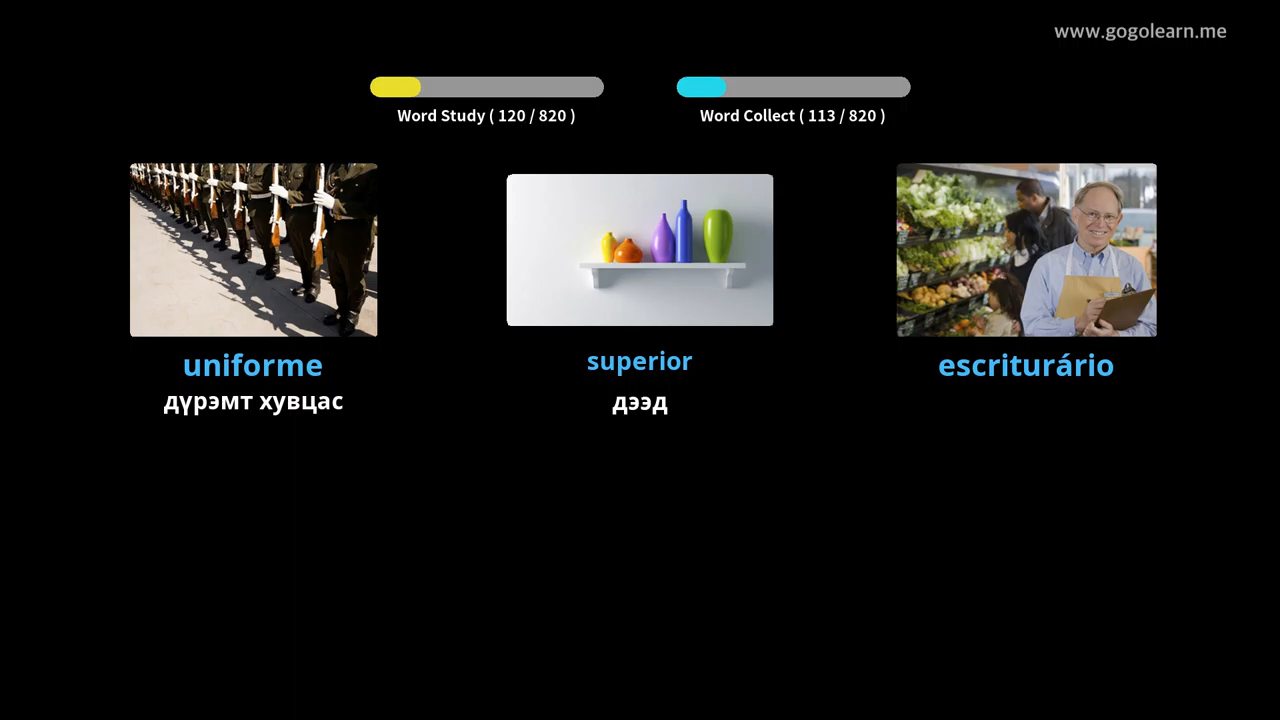 www.gogolearn.me
Word Study ( 120 / 820 )
Word Collect ( 113 / 820 )
uniforme
дүрэмт хувцас
superior
дээд
escriturário